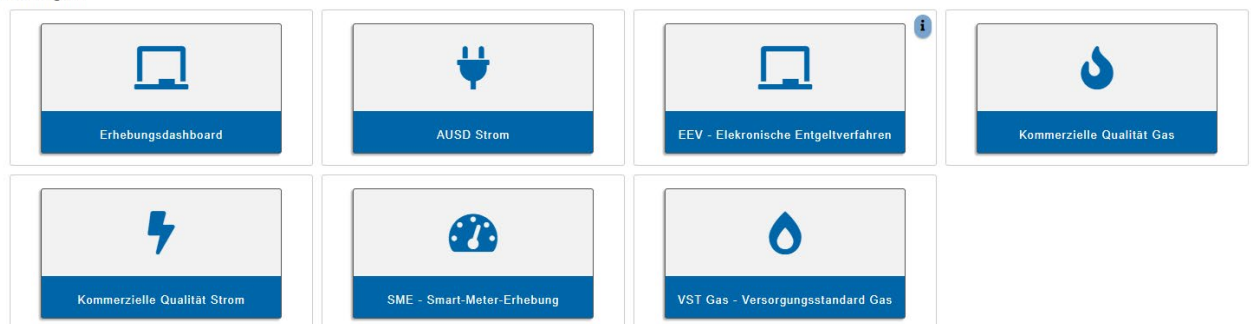 Erhebungsdashboard
AUSD Strom
i
EEV - Elekronische Entgeltverfahren
Kommerzielle Qualität Gas
Kommerzielle Qualität Strom
SME - Smart-Meter-Erhebung
VST Gas - Versorgungsstandard Gas